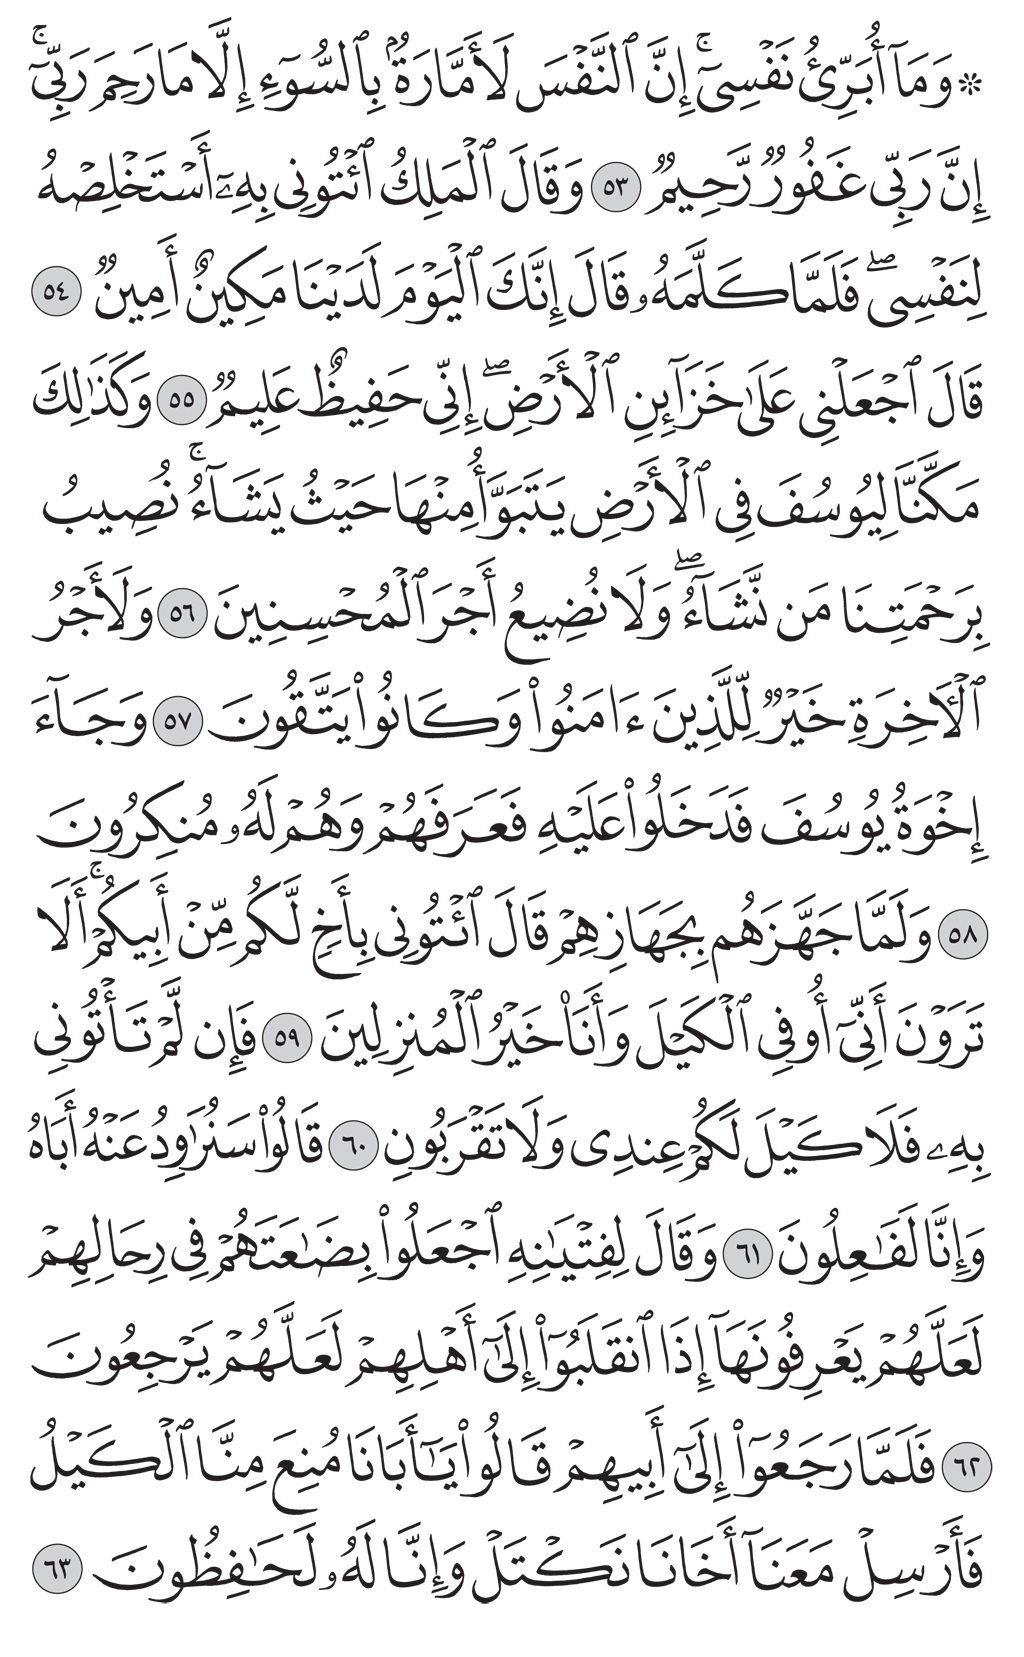 ۞ وَمَآ أُبَرِّئُ نَفۡسِيٓۚ إِنَّ ٱلنَّفۡسَ لَأَمَّارَةُۢ بِٱلسُّوٓءِ إِلَّا مَا رَحِمَ رَبِّيٓۚ
إِنَّ رَبِّي غَفُورٞ رَّحِيمٞ ٥٣ وَقَالَ ٱلۡمَلِكُ ٱئۡتُونِي بِهِۦٓ أَسۡتَخۡلِصۡهُ
لِنَفۡسِيۖ فَلَمَّا كَلَّمَهُۥ قَالَ إِنَّكَ ٱلۡيَوۡمَ لَدَيۡنَا مَكِينٌ أَمِينٞ ٥٤
قَالَ ٱجۡعَلۡنِي عَلَىٰ خَزَآئِنِ ٱلۡأَرۡضِۖ إِنِّي حَفِيظٌ عَلِيمٞ ٥٥ وَكَذَٰلِكَ
مَكَّنَّا لِيُوسُفَ فِي ٱلۡأَرۡضِ يَتَبَوَّأُ مِنۡهَا حَيۡثُ يَشَآءُۚ نُصِيبُ
بِرَحۡمَتِنَا مَن نَّشَآءُۖ وَلَا نُضِيعُ أَجۡرَ ٱلۡمُحۡسِنِينَ ٥٦ وَلَأَجۡرُ
ٱلۡأٓخِرَةِ خَيۡرٞ لِّلَّذِينَ ءَامَنُواْ وَكَانُواْ يَتَّقُونَ ٥٧ وَجَآءَ
إِخۡوَةُ يُوسُفَ فَدَخَلُواْ عَلَيۡهِ فَعَرَفَهُمۡ وَهُمۡ لَهُۥ مُنكِرُونَ
٥٨ وَلَمَّا جَهَّزَهُم بِجَهَازِهِمۡ قَالَ ٱئۡتُونِي بِأَخٖ لَّكُم مِّنۡ أَبِيكُمۡۚ أَلَا
تَرَوۡنَ أَنِّيٓ أُوفِي ٱلۡكَيۡلَ وَأَنَا۠ خَيۡرُ ٱلۡمُنزِلِينَ ٥٩ فَإِن لَّمۡ تَأۡتُونِي
بِهِۦ فَلَا كَيۡلَ لَكُمۡ عِندِي وَلَا تَقۡرَبُونِ ٦٠ قَالُواْ سَنُرَٰوِدُ عَنۡهُ أَبَاهُ
وَإِنَّا لَفَٰعِلُونَ ٦١ وَقَالَ لِفِتۡيَٰنِهِ ٱجۡعَلُواْ بِضَٰعَتَهُمۡ فِي رِحَالِهِمۡ
لَعَلَّهُمۡ يَعۡرِفُونَهَآ إِذَا ٱنقَلَبُوٓاْ إِلَىٰٓ أَهۡلِهِمۡ لَعَلَّهُمۡ يَرۡجِعُونَ
٦٢ فَلَمَّا رَجَعُوٓاْ إِلَىٰٓ أَبِيهِمۡ قَالُواْ يَٰٓأَبَانَا مُنِعَ مِنَّا ٱلۡكَيۡلُ
فَأَرۡسِلۡ مَعَنَآ أَخَانَا نَكۡتَلۡ وَإِنَّا لَهُۥ لَحَٰفِظُونَ ٦٣